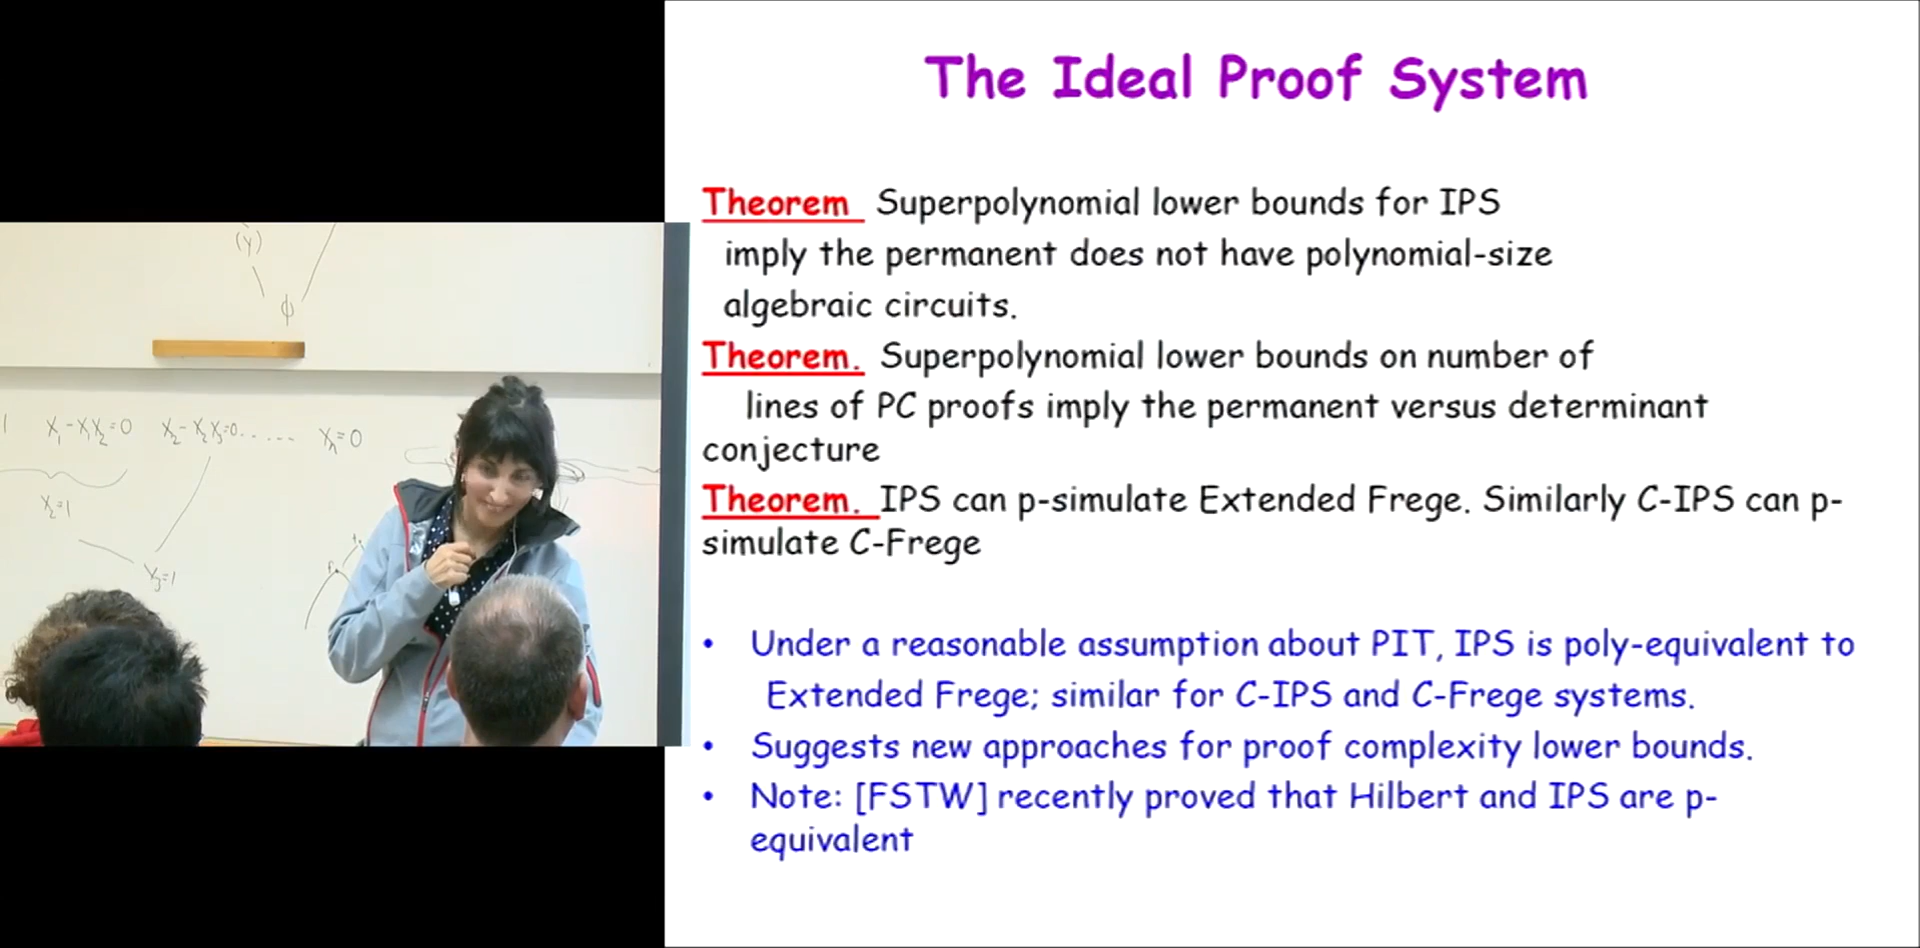 The Ideal Proof System
Theorem Superpolynomial lower bounds for IPS
imply the permanent does not have polynomial-size
algebraic circuits.
Theorem. Superpolynomial lower bounds on number of
lines of PC proofs imply the permanent versus determinant
conjecture
Theorem. IPS can p-simulate Extended Frege. Similarly C-IPS can p-
simulate C-Frege
• Under a reasonable assumption about PIT, IPS is poly-equivalent to
Extended Frege; similar for C-IPS and C-Frege systems.
• Suggests new approaches for proof complexity lower bounds.
• Note: [FSTW] recently proved that Hilbert and IPS are p-
equivalent
(y)
ϕ
x₁-x₁x₂=0 x₂-x₂x₃=0...... xₙ=0
x₂=1
x₃=1